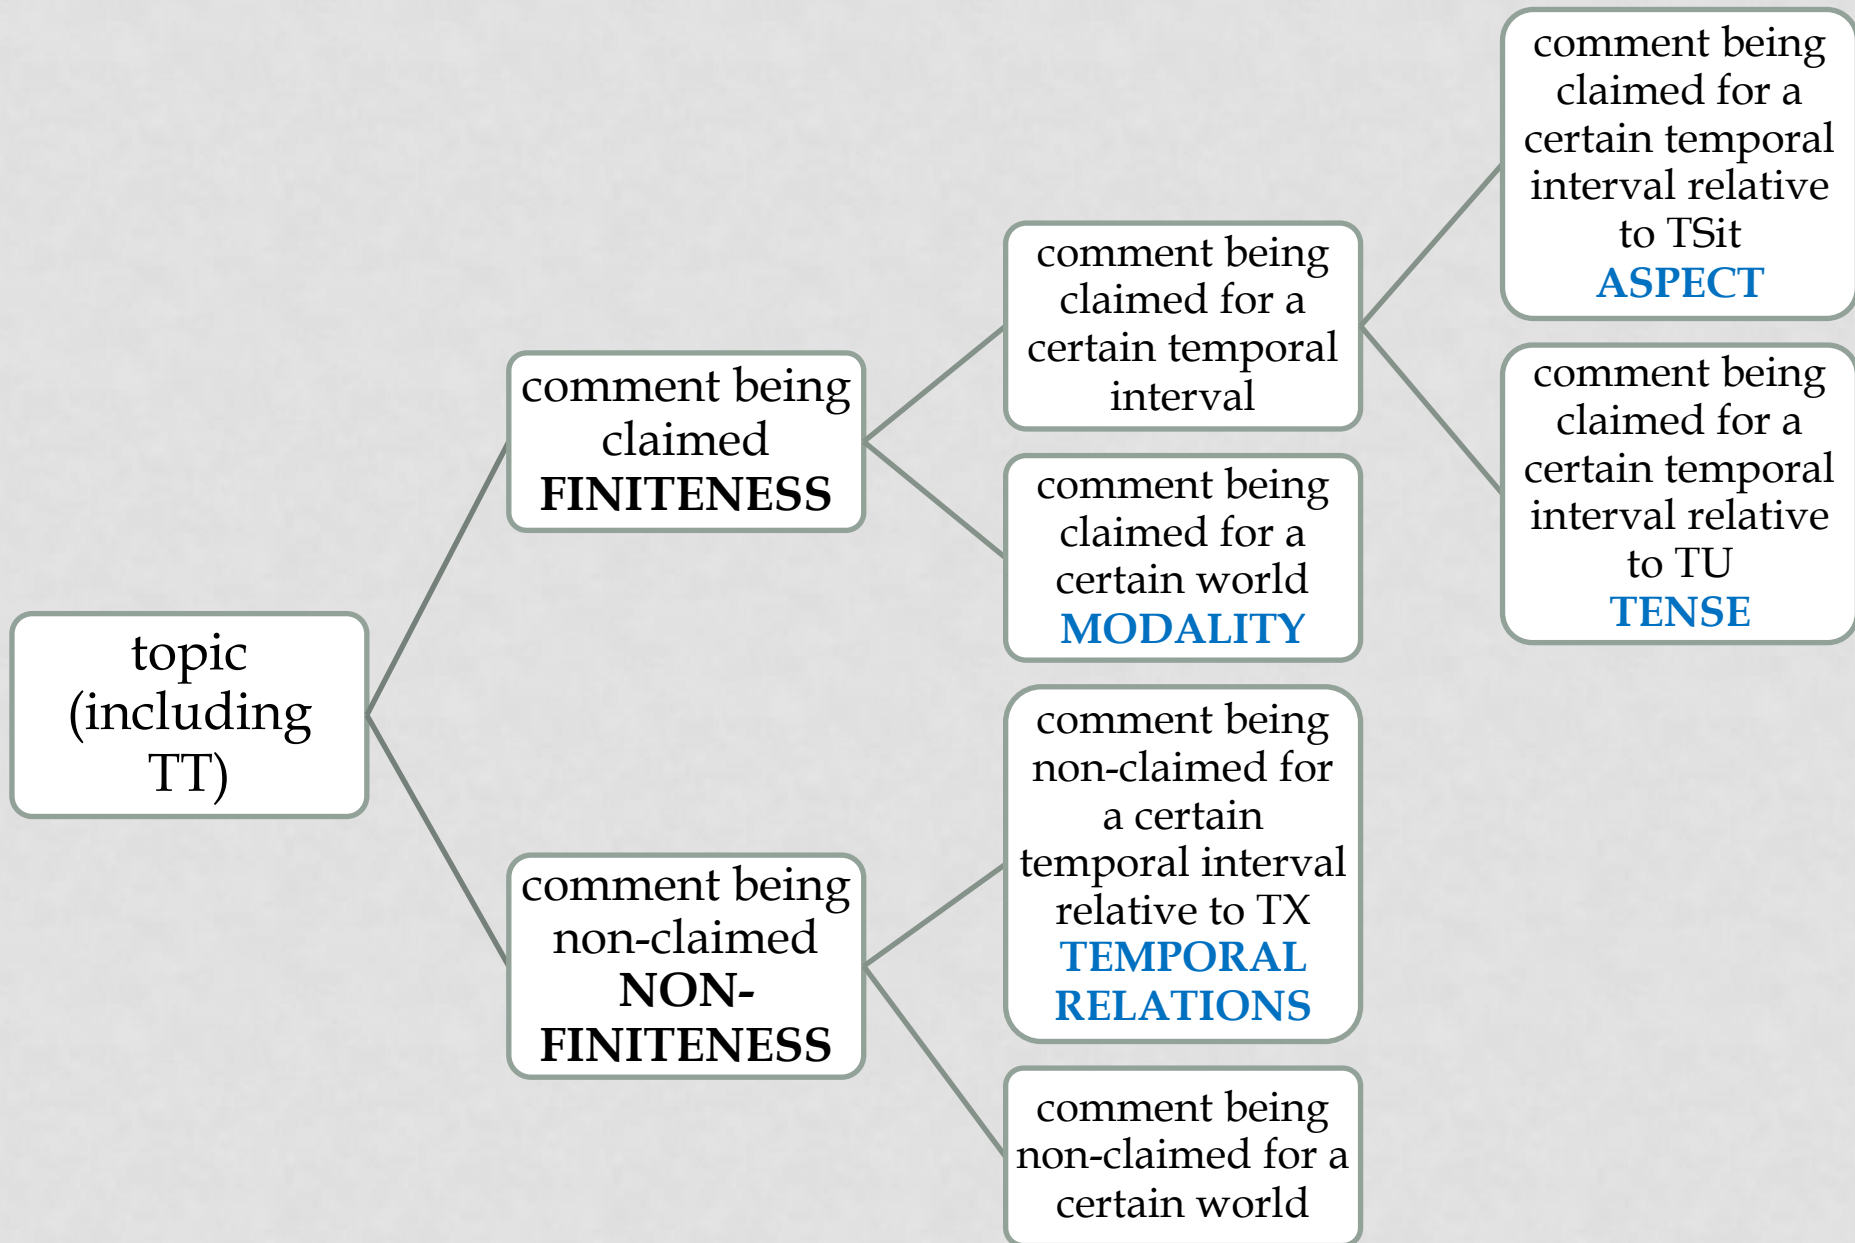 topic
(including
TT)
comment being
claimed
FINITENESS
comment being
non-claimed
NON-
FINITENESS
comment being
claimed for a
certain temporal
interval
comment being
claimed for a
certain world
MODALITY
comment being
non-claimed for
a certain
temporal interval
relative to TX
TEMPORAL
RELATIONS
comment being
non-claimed for a
certain world
comment being
claimed for a
certain temporal
interval relative
to TSit
ASPECT
comment being
claimed for a
certain temporal
interval relative
to TU
TENSE